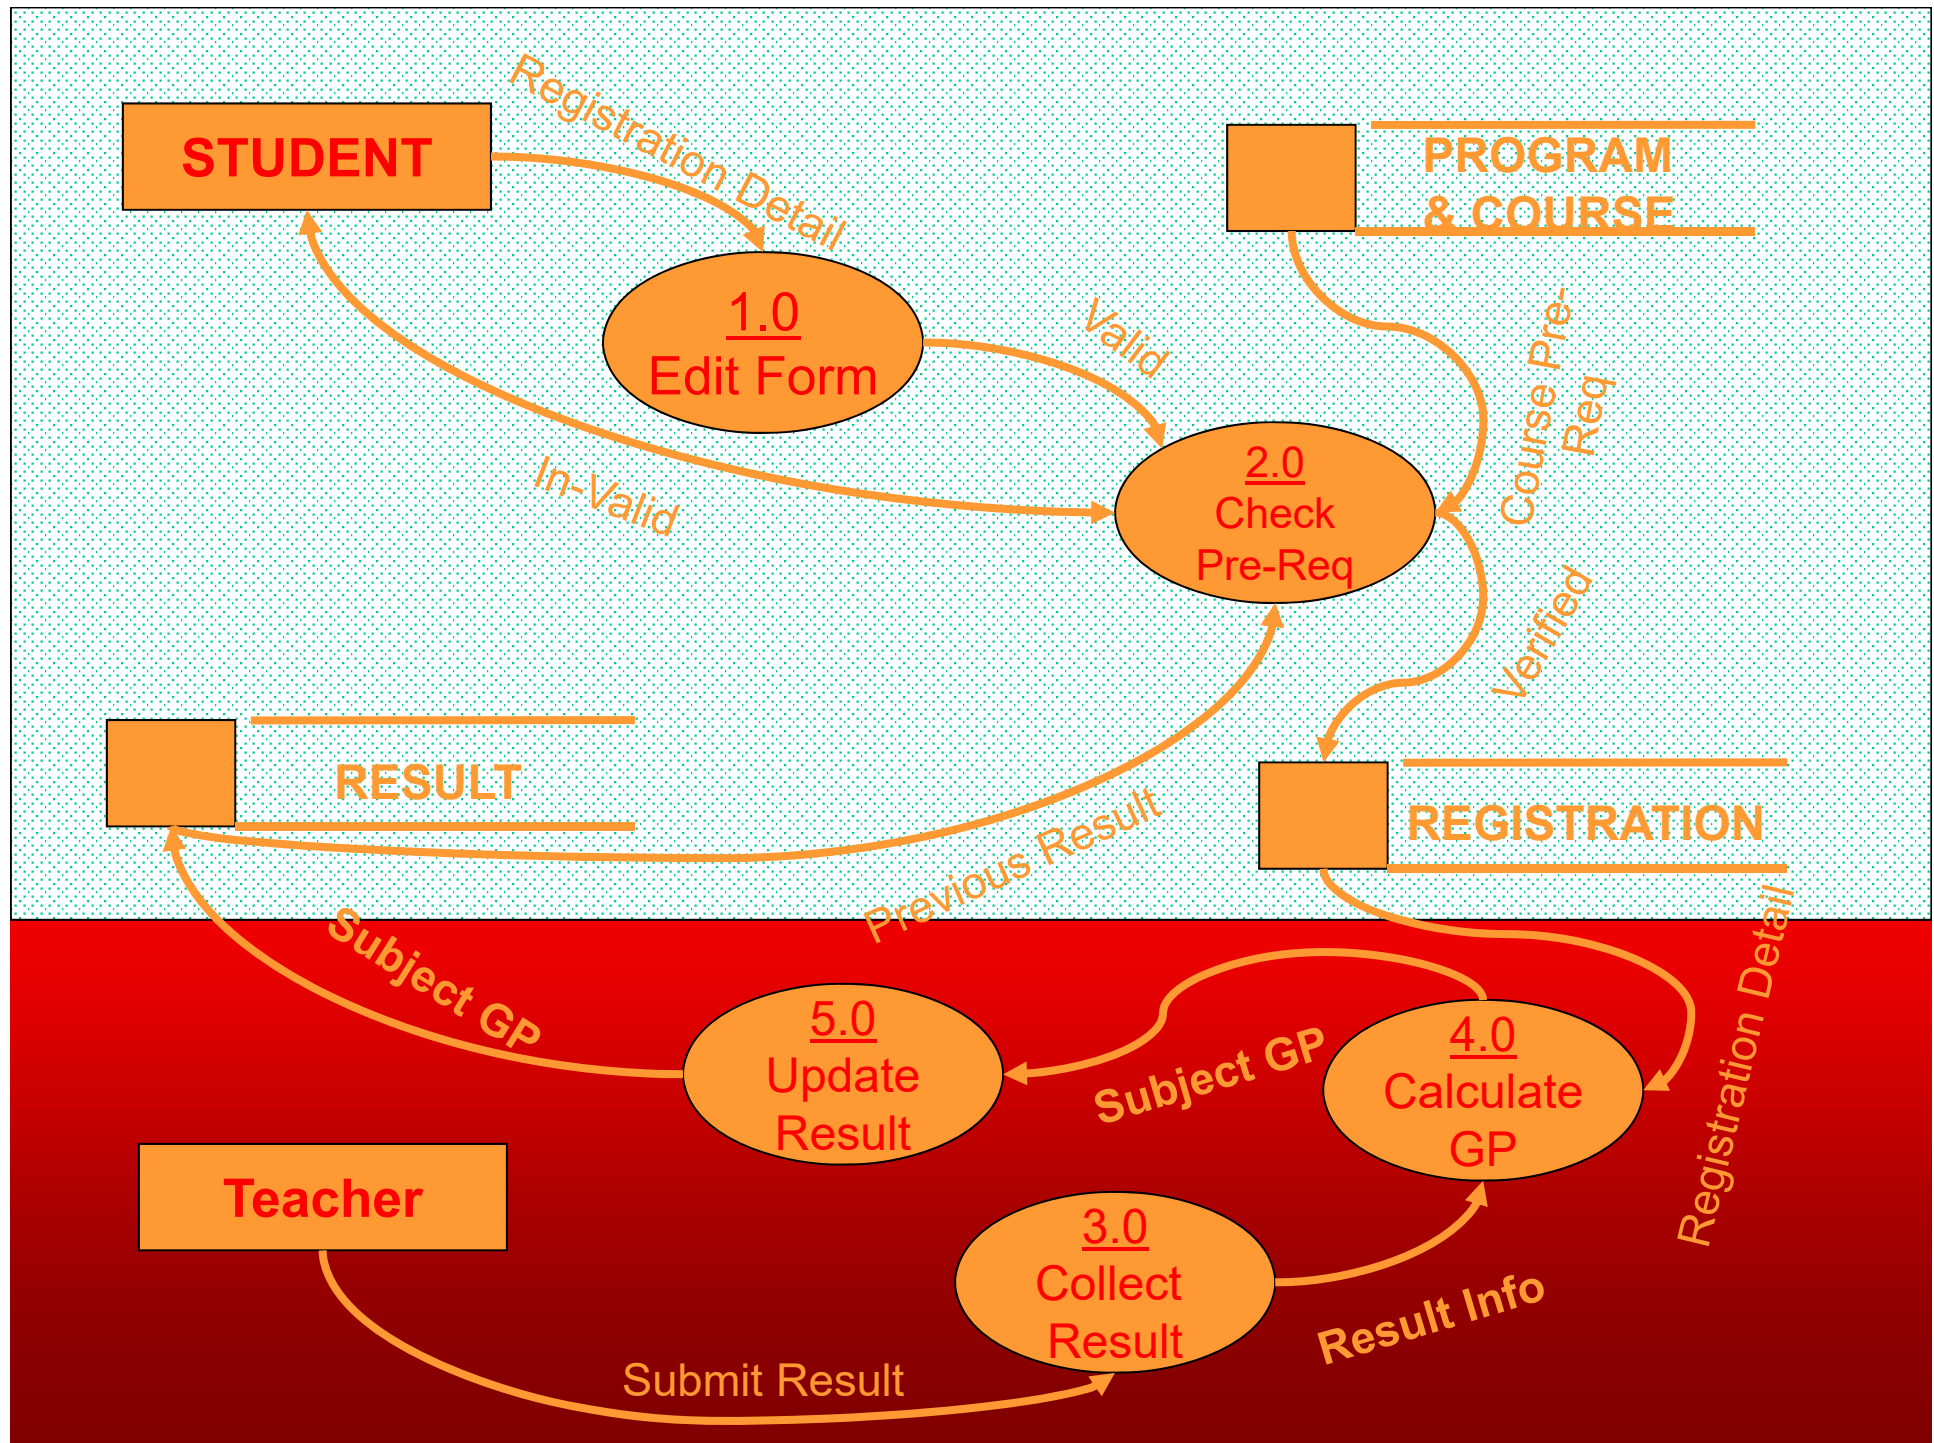 STUDENT
Registration Detail
PROGRAM
& COURSE
1.0
Edit Form
Valid
Course Pre-
Req
In-Valid
2.0
Check
Pre-Req
Verified
RESULT
REGISTRATION
Previous Result
Registration Detail
Subject GP
5.0
Update
Result
Subject GP
4.0
Calculate
GP
Teacher
3.0
Collect
Result
Result Info
Submit Result